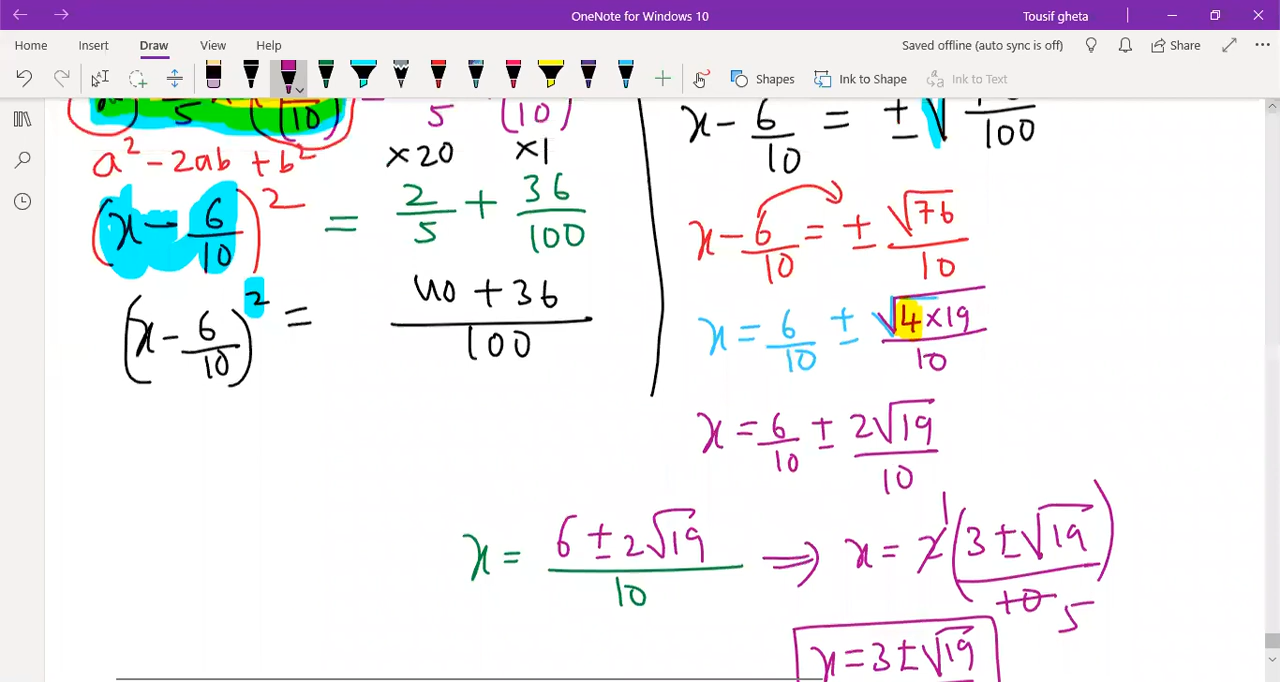 OneNote for Windows 10
Tousif gheta
Home Insert Draw View Help
Saved offline (auto sync is off)
Share
Shapes
Ink to Shape
Ink to Text
5 (10) 5 (10)
a² - 2ab + b²
×20 ×1
(x - 6/10)² = 2/5 + 36/100
(x - 6/10)² = (40 + 36)/100
x - 6/10 = ±√ /100
x - 6/10 = ± √76/10
x = 6/10 ± √4×19/10
x = 6/10 ± 2√19/10
x = (6 ± 2√19)/10 ⟹ x = 2 1 (3 ± √19)/10 5
x = 3 ± √19